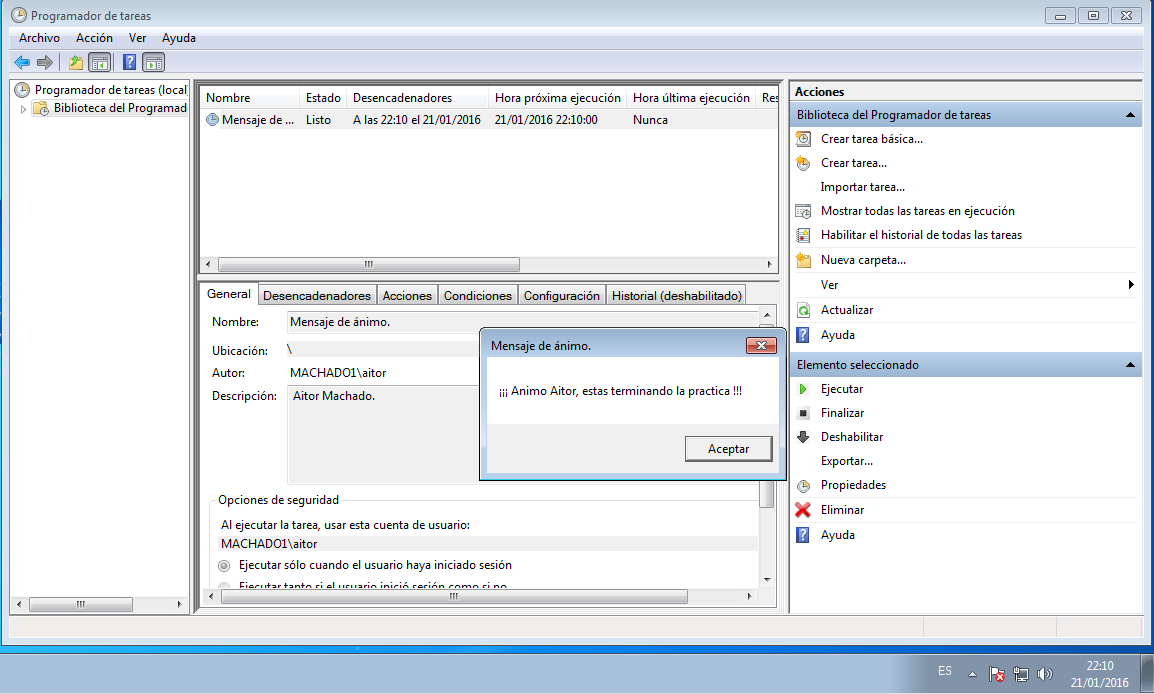 Programador de tareas
Archivo Acción Ver Ayuda
Programador de tareas (local
Biblioteca del Programad
Nombre Estado Desencadenadores Hora próxima ejecución Hora última ejecución Res
Mensaje de ... Listo A las 22:10 el 21/01/2016 21/01/2016 22:10:00 Nunca
General Desencadenadores Acciones Condiciones Configuración Historial (deshabilitado)
Nombre: Mensaje de ánimo.
Ubicación: \
Autor: MACHADO1\aitor
Descripción: Aitor Machado.
Opciones de seguridad
Al ejecutar la tarea, usar esta cuenta de usuario:
MACHADO1\aitor
Ejecutar sólo cuando el usuario haya iniciado sesión
Ejecutar tanto si el usuario inició sesión como si no
Mensaje de ánimo.
¡¡¡ Animo Aitor, estas terminando la practica !!!
Aceptar
Acciones
Biblioteca del Programador de tareas
Crear tarea básica...
Crear tarea...
Importar tarea...
Mostrar todas las tareas en ejecución
Habilitar el historial de todas las tareas
Nueva carpeta...
Ver
Actualizar
Ayuda
Elemento seleccionado
Ejecutar
Finalizar
Deshabilitar
Exportar...
Propiedades
Eliminar
Ayuda
ES
22:10
21/01/2016